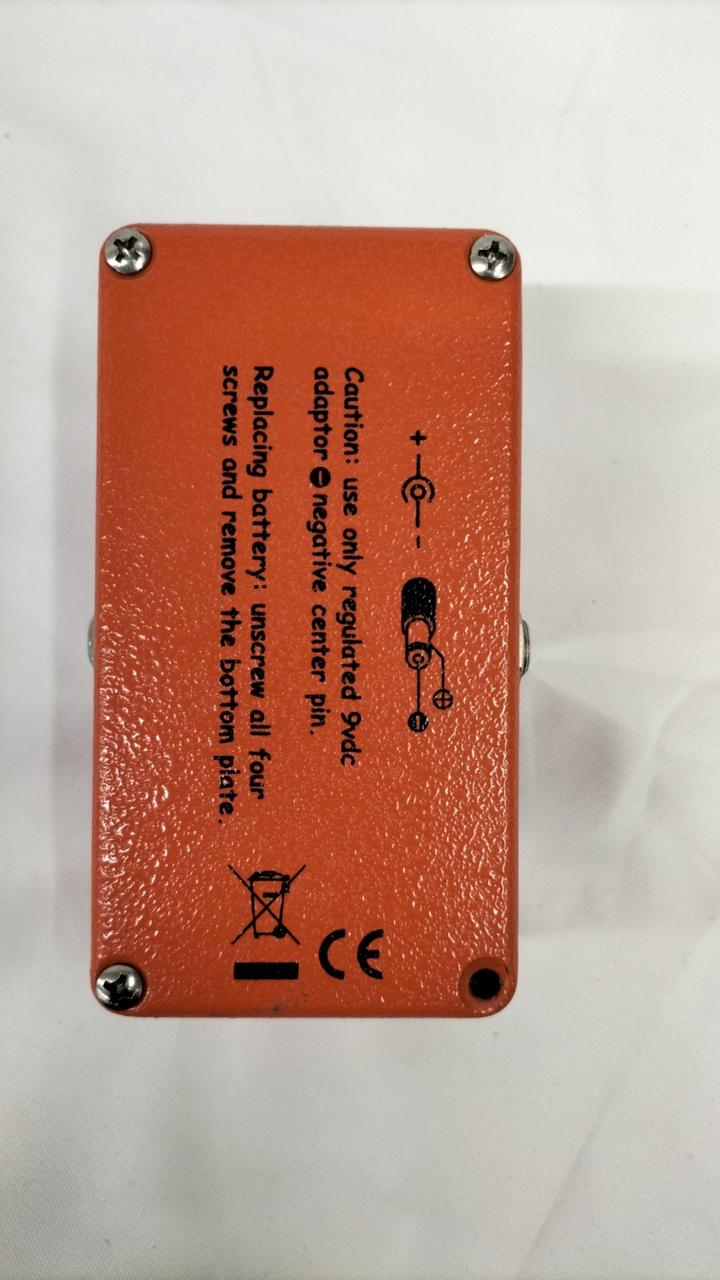 + -
Caution: use only regulated 9vdc
adaptor ⊖ negative center pin.
Replacing battery: unscrew all four
screws and remove the bottom plate.
CE